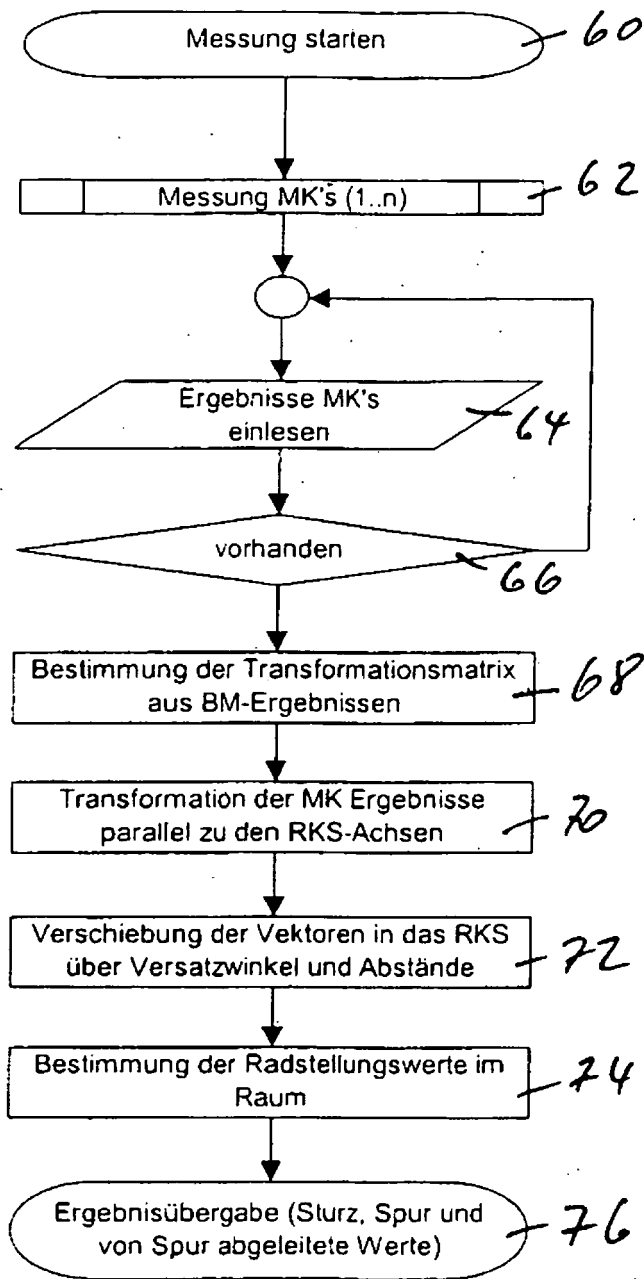 Messung starten
60
Messung MK's (1..n)
62
Ergebnisse MK's
einlesen
64
vorhanden
66
Bestimmung der Transformationsmatrix
aus BM-Ergebnissen
68
Transformation der MK Ergebnisse
parallel zu den RKS-Achsen
70
Verschiebung der Vektoren in das RKS
über Versatzwinkel und Abstände
72
Bestimmung der Radstellungswerte im
Raum
74
Ergebnisübergabe (Sturz, Spur und
von Spur abgeleitete Werte)
76